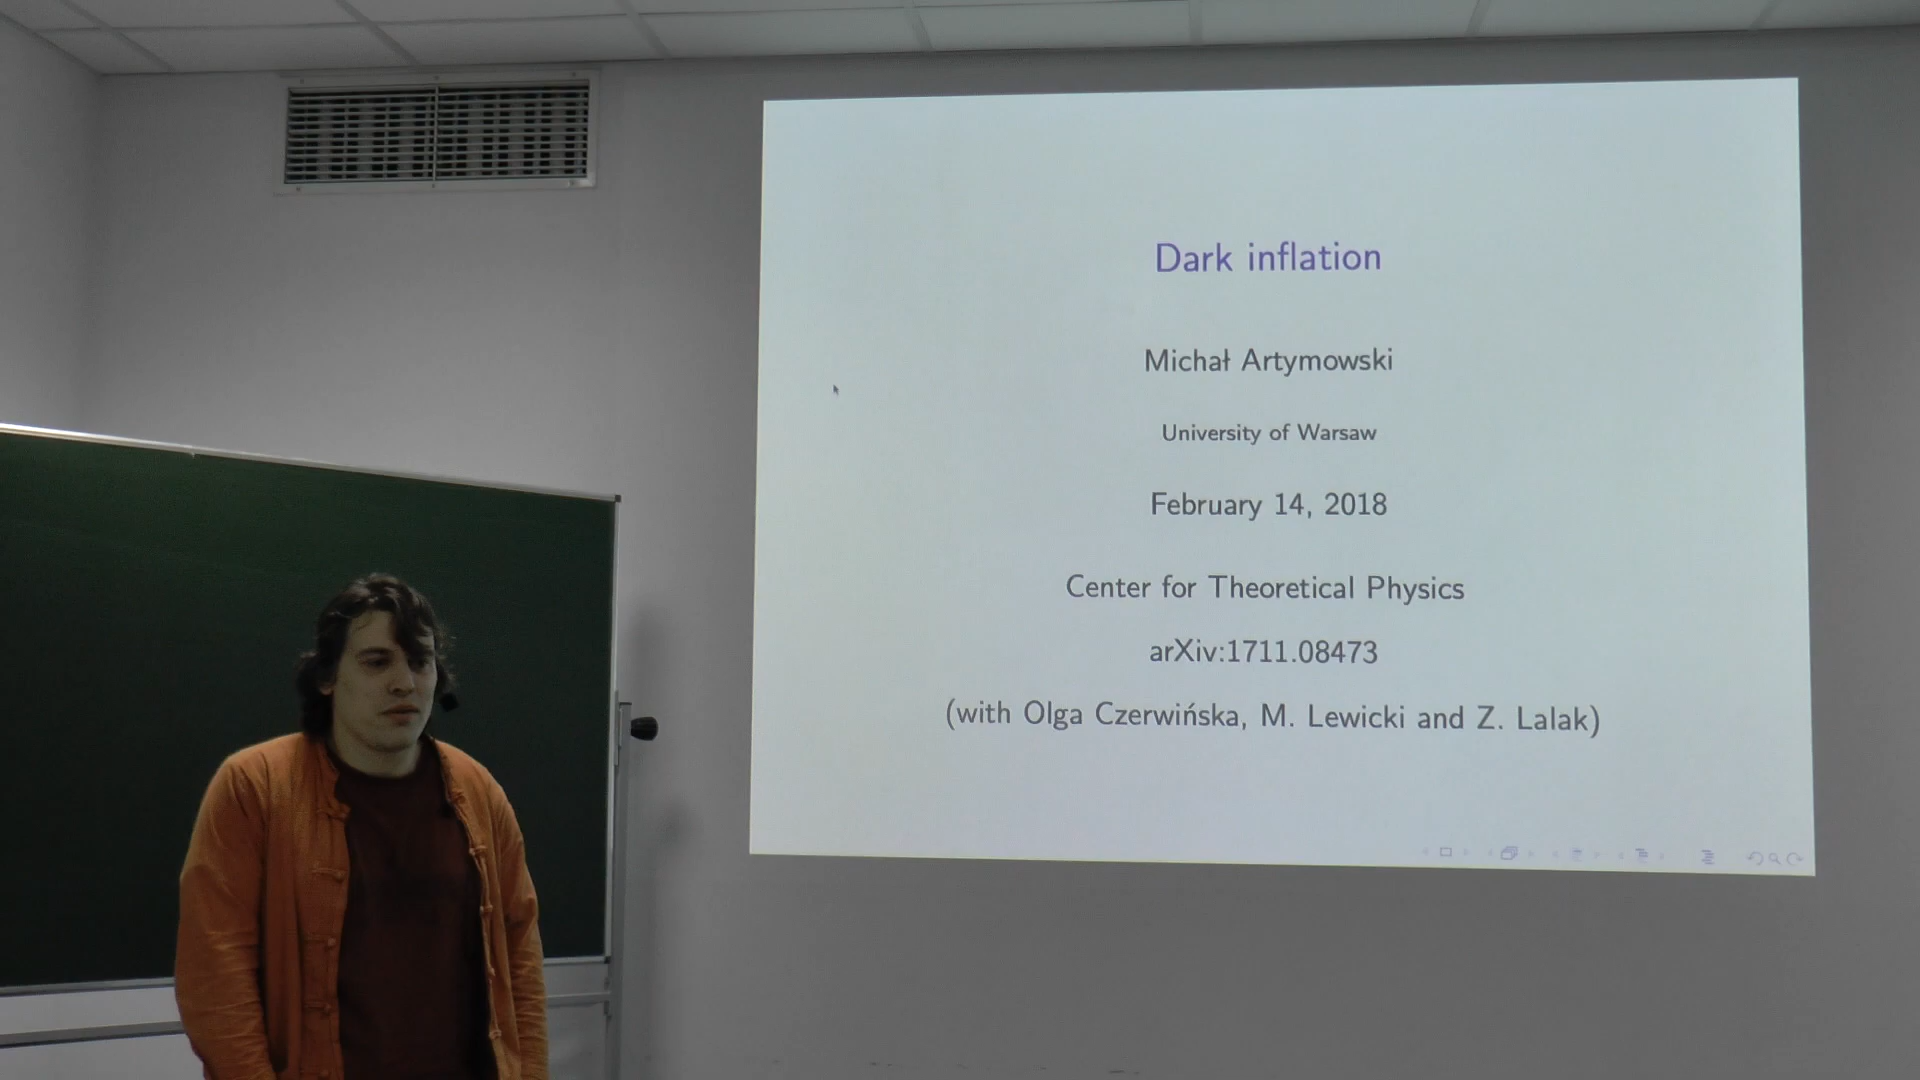 Dark inflation
Michał Artymowski
University of Warsaw
February 14, 2018
Center for Theoretical Physics
arXiv:1711.08473
(with Olga Czerwińska, M. Lewicki and Z. Lalak)